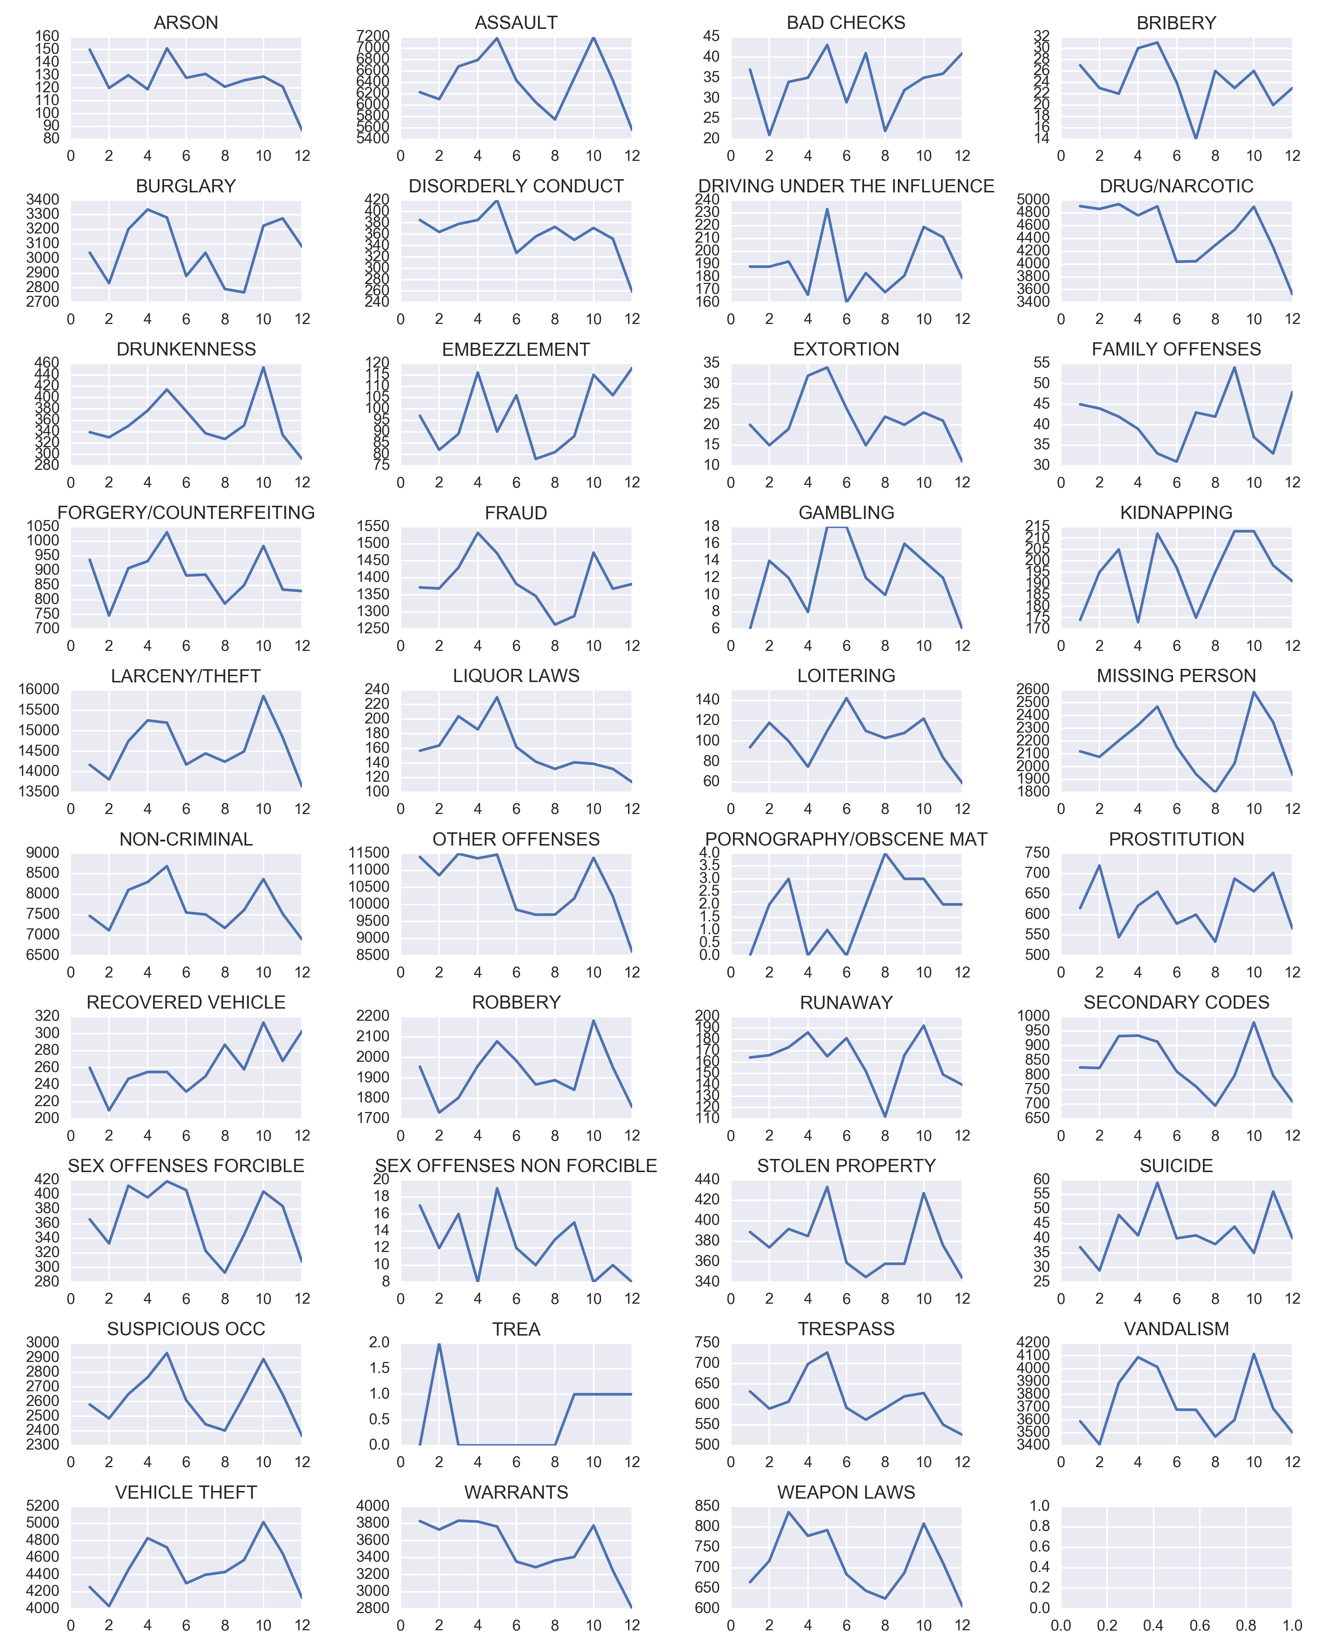 ARSON
160 150 140 130 120 110 100 90 80
0 2 4 6 8 10 12
ASSAULT
7200 7000 6800 6600 6400 6200 6000 5800 5600 5400
0 2 4 6 8 10 12
BAD CHECKS
45 40 35 30 25 20
0 2 4 6 8 10 12
BRIBERY
32 30 28 26 24 22 20 18 16 14
0 2 4 6 8 10 12
BURGLARY
3400 3300 3200 3100 3000 2900 2800 2700
0 2 4 6 8 10 12
DISORDERLY CONDUCT
420 400 380 360 340 320 300 280 260 240
0 2 4 6 8 10 12
DRIVING UNDER THE INFLUENCE
240 230 220 210 200 190 180 170 160
0 2 4 6 8 10 12
DRUG/NARCOTIC
5000 4800 4600 4400 4200 4000 3800 3600 3400
0 2 4 6 8 10 12
DRUNKENNESS
460 440 420 400 380 360 340 320 300 280
0 2 4 6 8 10 12
EMBEZZLEMENT
120 115 110 105 100 95 90 85 80 75
0 2 4 6 8 10 12
EXTORTION
35 30 25 20 15 10
0 2 4 6 8 10 12
FAMILY OFFENSES
55 50 45 40 35 30
0 2 4 6 8 10 12
FORGERY/COUNTERFEITING
1050 1000 950 900 850 800 750 700
0 2 4 6 8 10 12
FRAUD
1550 1500 1450 1400 1350 1300 1250
0 2 4 6 8 10 12
GAMBLING
18 16 14 12 10 8 6
0 2 4 6 8 10 12
KIDNAPPING
215 210 205 200 195 190 185 180 175 170
0 2 4 6 8 10 12
LARCENY/THEFT
16000 15500 15000 14500 14000 13500
0 2 4 6 8 10 12
LIQUOR LAWS
240 220 200 180 160 140 120 100
0 2 4 6 8 10 12
LOITERING
140 120 100 80 60
0 2 4 6 8 10 12
MISSING PERSON
2600 2500 2400 2300 2200 2100 2000 1900 1800
0 2 4 6 8 10 12
NON-CRIMINAL
9000 8500 8000 7500 7000 6500
0 2 4 6 8 10 12
OTHER OFFENSES
11500 11000 10500 10000 9500 9000 8500
0 2 4 6 8 10 12
PORNOGRAPHY/OBSCENE MAT
4.0 3.5 3.0 2.5 2.0 1.5 1.0 0.5 0.0
0 2 4 6 8 10 12
PROSTITUTION
750 700 650 600 550 500
0 2 4 6 8 10 12
RECOVERED VEHICLE
320 300 280 260 240 220 200
0 2 4 6 8 10 12
ROBBERY
2200 2100 2000 1900 1800 1700
0 2 4 6 8 10 12
RUNAWAY
200 190 180 170 160 150 140 130 120 110
0 2 4 6 8 10 12
SECONDARY CODES
1000 950 900 850 800 750 700 650
0 2 4 6 8 10 12
SEX OFFENSES FORCIBLE
420 400 380 360 340 320 300 280
0 2 4 6 8 10 12
SEX OFFENSES NON FORCIBLE
20 18 16 14 12 10 8
0 2 4 6 8 10 12
STOLEN PROPERTY
440 420 400 380 360 340
0 2 4 6 8 10 12
SUICIDE
60 55 50 45 40 35 30 25
0 2 4 6 8 10 12
SUSPICIOUS OCC
3000 2900 2800 2700 2600 2500 2400 2300
0 2 4 6 8 10 12
TREA
2.0 1.5 1.0 0.5 0.0
0 2 4 6 8 10 12
TRESPASS
750 700 650 600 550 500
0 2 4 6 8 10 12
VANDALISM
4200 4100 4000 3900 3800 3700 3600 3500 3400
0 2 4 6 8 10 12
VEHICLE THEFT
5200 5000 4800 4600 4400 4200 4000
0 2 4 6 8 10 12
WARRANTS
4000 3800 3600 3400 3200 3000 2800
0 2 4 6 8 10 12
WEAPON LAWS
850 800 750 700 650 600
0 2 4 6 8 10 12
1.0 0.8 0.6 0.4 0.2 0.0
0.0 0.2 0.4 0.6 0.8 1.0